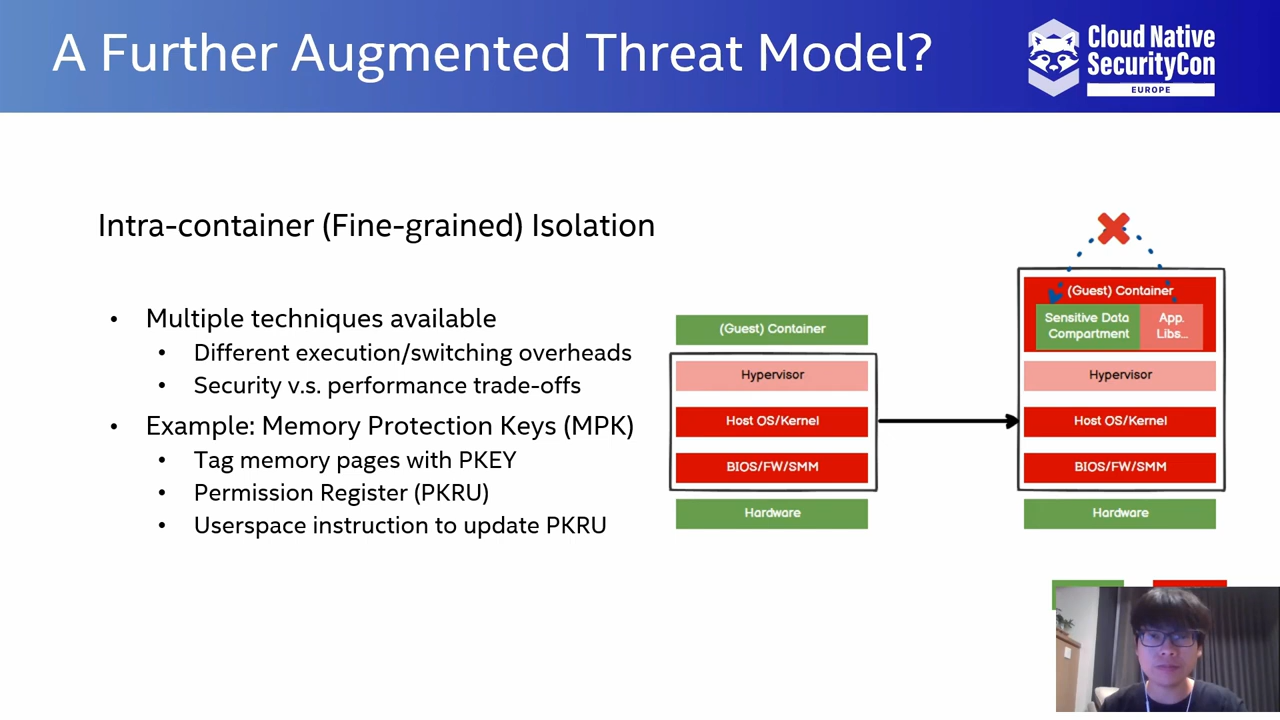 A Further Augmented Threat Model?
Cloud Native
SecurityCon
EUROPE
Intra-container (Fine-grained) Isolation
• Multiple techniques available
• Different execution/switching overheads
• Security v.s. performance trade-offs
• Example: Memory Protection Keys (MPK)
• Tag memory pages with PKEY
• Permission Register (PKRU)
• Userspace instruction to update PKRU
(Guest) Container
Hypervisor
Host OS/Kernel
BIOS/FW/SMM
Hardware
(Guest) Container
Sensitive Data
Compartment
App.
Libs...
Hypervisor
Host OS/Kernel
BIOS/FW/SMM
Hardware